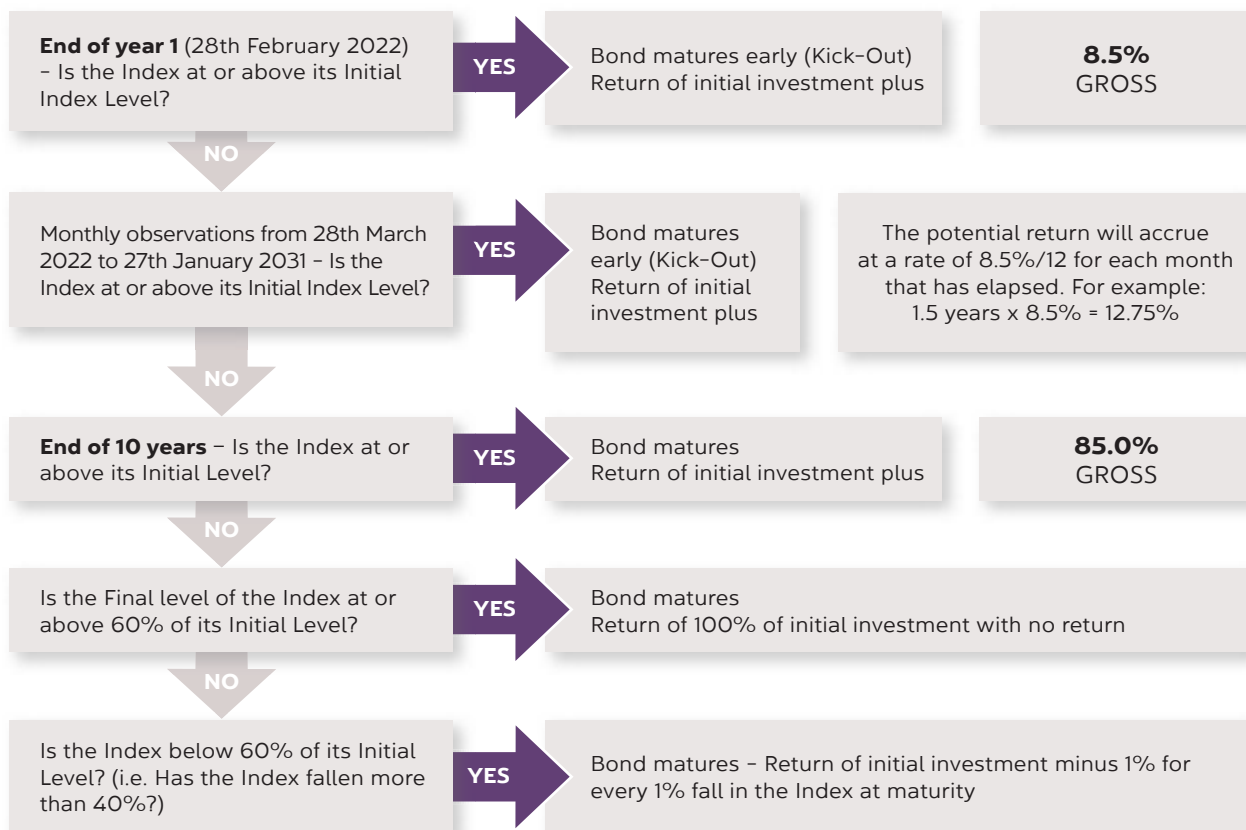 End of year 1 (28th February 2022)
– Is the Index at or above its Initial
Index Level?
YES
Bond matures early (Kick-Out)
Return of initial investment plus
8.5%
GROSS
NO
Monthly observations from 28th March
2022 to 27th January 2031 – Is the
Index at or above its Initial Index Level?
YES
Bond matures
early (Kick-Out)
Return of initial
investment plus
The potential return will accrue
at a rate of 8.5%/12 for each month
that has elapsed. For example:
1.5 years x 8.5% = 12.75%
NO
End of 10 years – Is the Index at or
above its Initial Level?
YES
Bond matures
Return of initial investment plus
85.0%
GROSS
NO
Is the Final level of the Index at or
above 60% of its Initial Level?
YES
Bond matures
Return of 100% of initial investment with no return
NO
Is the Index below 60% of its Initial
Level? (i.e. Has the Index fallen more
than 40%?)
YES
Bond matures – Return of initial investment minus 1% for
every 1% fall in the Index at maturity